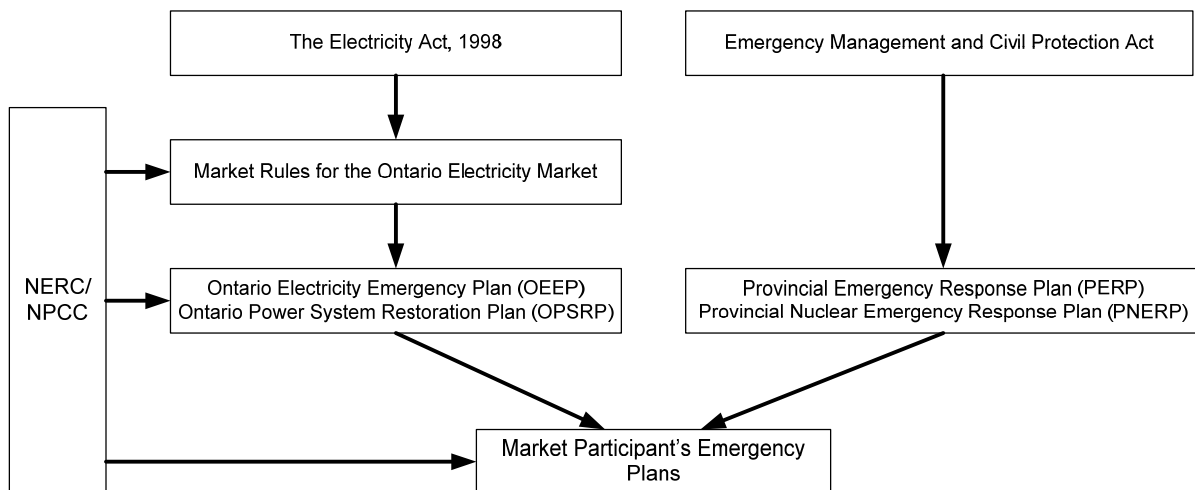 The Electricity Act, 1998
Emergency Management and Civil Protection Act
Market Rules for the Ontario Electricity Market
NERC/
NPCC
Ontario Electricity Emergency Plan (OEEP)
Ontario Power System Restoration Plan (OPSRP)
Provincial Emergency Response Plan (PERP)
Provincial Nuclear Emergency Response Plan (PNERP)
Market Participant’s Emergency
Plans